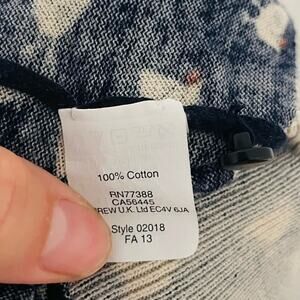 100% Cotton
RN77388
CA56445
REW U.K. Ltd EC4V 6JA
Style 02018
FA 13